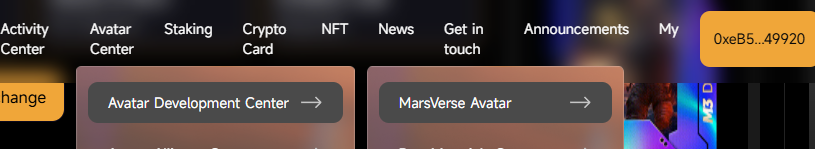 Activity
Center
Avatar
Center
Staking
Crypto
Card
NFT
News
Get in
touch
Announcements
My
0xeB5...49920
hange
Avatar Development Center
MarsVerse Avatar
M3 D